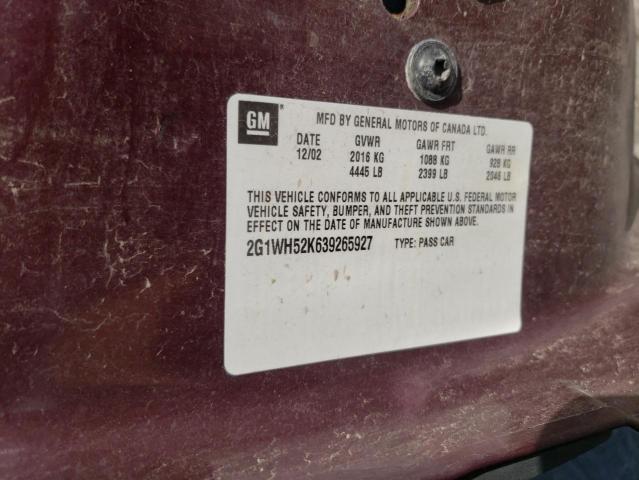 GM
MFD BY GENERAL MOTORS OF CANADA LTD.
DATE GVWR GAWR FRT GAWR RR
12/02 2016 KG 1088 KG 928 KG
4445 LB 2399 LB 2046 LB
THIS VEHICLE CONFORMS TO ALL APPLICABLE U.S. FEDERAL MOTOR
VEHICLE SAFETY, BUMPER, AND THEFT PREVENTION STANDARDS IN
EFFECT ON THE DATE OF MANUFACTURE SHOWN ABOVE.
2G1WH52K639265927 TYPE: PASS CAR